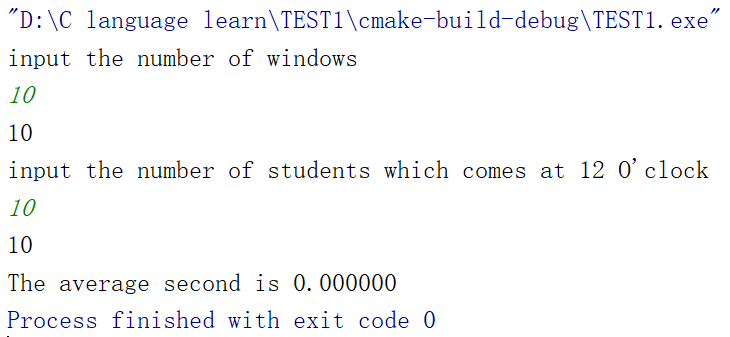 "D:\C language learn\TEST1\cmake-build-debug\TEST1.exe"
input the number of windows
10
10
input the number of students which comes at 12 O'clock
10
10
The average second is 0.000000
Process finished with exit code 0